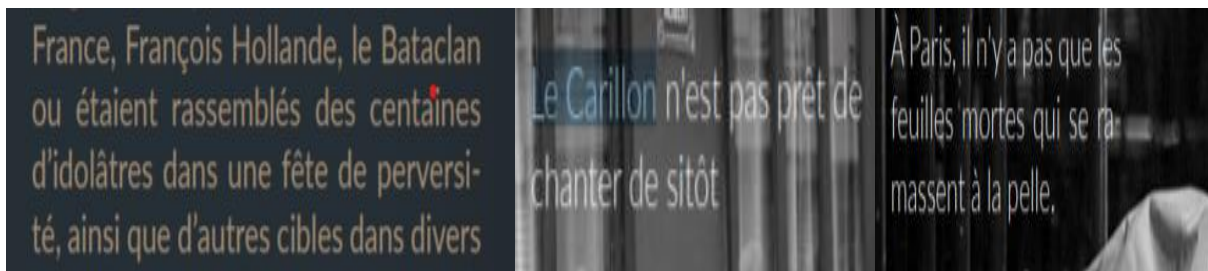 France, François Hollande, le Bataclan
ou étaient rassemblés des centaines
d'idolâtres dans une fête de perversi-
té, ainsi que d'autres cibles dans divers
Le Carillon n'est pas prêt de
chanter de sitôt
À Paris, il n'y a pas que les
feuilles mortes qui se ra-
massent à la pelle.